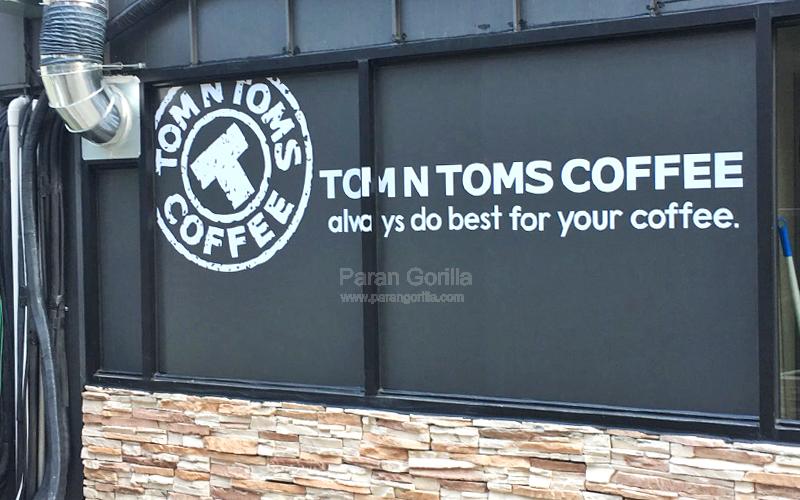 TOM N TOMS
T
COFFEE
TOM N TOMS COFFEE
always do best for your coffee.
Paran Gorilla
www.parangorilla.com